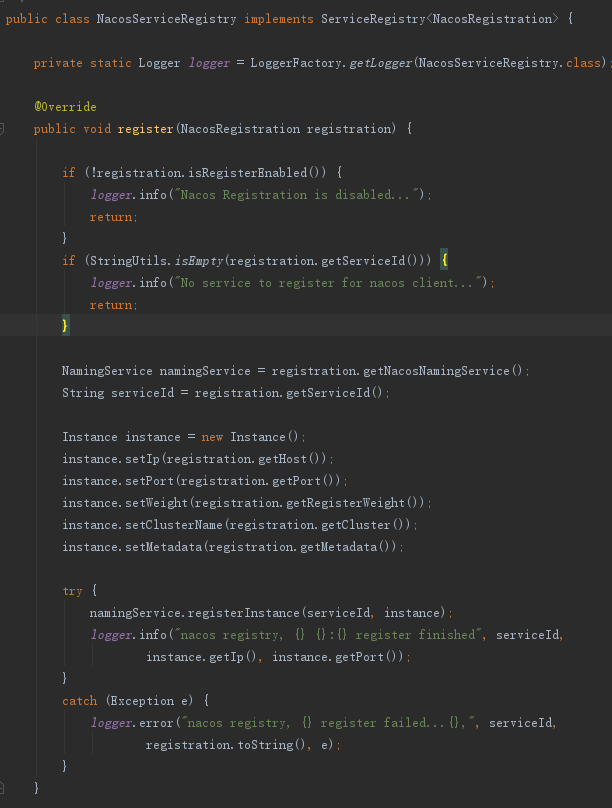 public class NacosServiceRegistry implements ServiceRegistry<NacosRegistration> {
private static Logger logger = LoggerFactory.getLogger(NacosServiceRegistry.class);
@Override
public void register(NacosRegistration registration) {
if (!registration.isRegisterEnabled()) {
logger.info("Nacos Registration is disabled...");
return;
}
if (StringUtils.isEmpty(registration.getServiceId())) {
logger.info("No service to register for nacos client...");
return;
}
NamingService namingService = registration.getNacosNamingService();
String serviceId = registration.getServiceId();
Instance instance = new Instance();
instance.setIp(registration.getHost());
instance.setPort(registration.getPort());
instance.setWeight(registration.getRegisterWeight());
instance.setClusterName(registration.getCluster());
instance.setMetadata(registration.getMetadata());
try {
namingService.registerInstance(serviceId, instance);
logger.info("nacos registry, {} {}:{} register finished", serviceId,
instance.getIp(), instance.getPort());
}
catch (Exception e) {
logger.error("nacos registry, {} register failed...{},", serviceId,
registration.toString(), e);
}
}